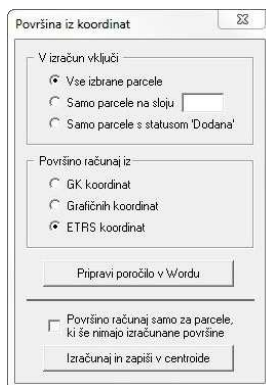 Površina iz koordinat
V izračun vključi
Vse izbrane parcele
Samo parcele na sloju
Samo parcele s statusom 'Dodana'
Površino računaj iz
GK koordinat
Grafičnih koordinat
ETRS koordinat
Pripravi poročilo v Wordu
Površino računaj samo za parcele,
ki še nimajo izračunane površine
Izračunaj in zapiši v centroide